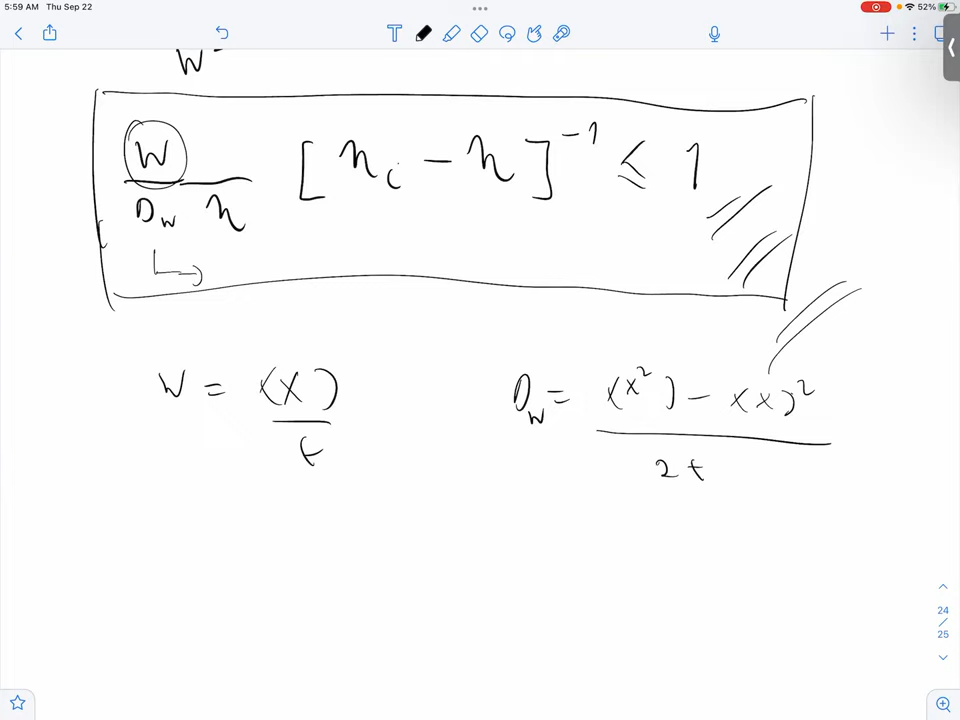 5:59 AM Thu Sep 22
52%
W
W / D_W n [n_i − n]^{-1} ≤ 1
W = ⟨x⟩ / t
D_W = (⟨x²⟩ − ⟨x⟩²) / 2t
24
/
25